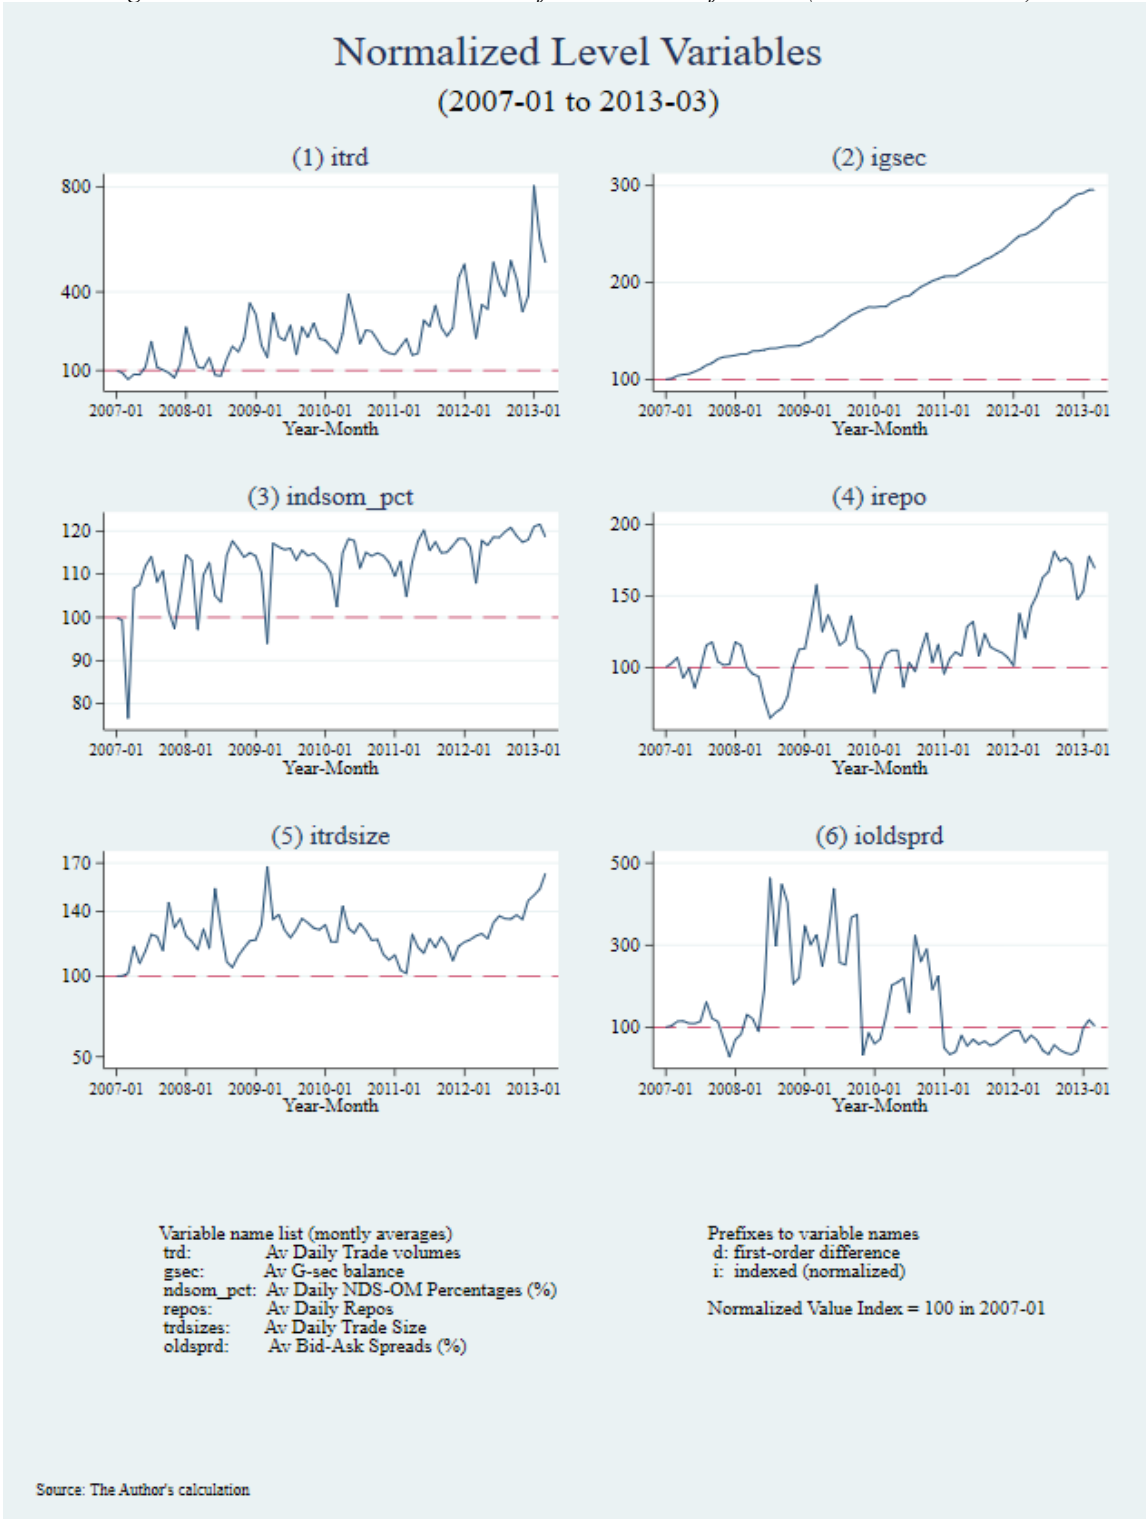 Normalized Level Variables
(2007-01 to 2013-03)
(1) itrd
800
400
100
2007-01 2008-01 2009-01 2010-01 2011-01 2012-01 2013-01
Year-Month
(2) igsec
300
200
100
2007-01 2008-01 2009-01 2010-01 2011-01 2012-01 2013-01
Year-Month
(3) indsom_pct
120
110
100
90
80
2007-01 2008-01 2009-01 2010-01 2011-01 2012-01 2013-01
Year-Month
(4) irepo
200
150
100
2007-01 2008-01 2009-01 2010-01 2011-01 2012-01 2013-01
Year-Month
(5) itrdsize
170
140
100
50
2007-01 2008-01 2009-01 2010-01 2011-01 2012-01 2013-01
Year-Month
(6) ioldsprd
500
300
100
2007-01 2008-01 2009-01 2010-01 2011-01 2012-01 2013-01
Year-Month
Variable name list (montly averages)
trd: Av Daily Trade volumes
gsec: Av G-sec balance
ndsom_pct: Av Daily NDS-OM Percentages (%)
repos: Av Daily Repos
trdsizes: Av Daily Trade Size
oldsprd: Av Bid-Ask Spreads (%)
Prefixes to variable names
d: first-order difference
i: indexed (normalized)
Normalized Value Index = 100 in 2007-01
Source: The Author's calculation